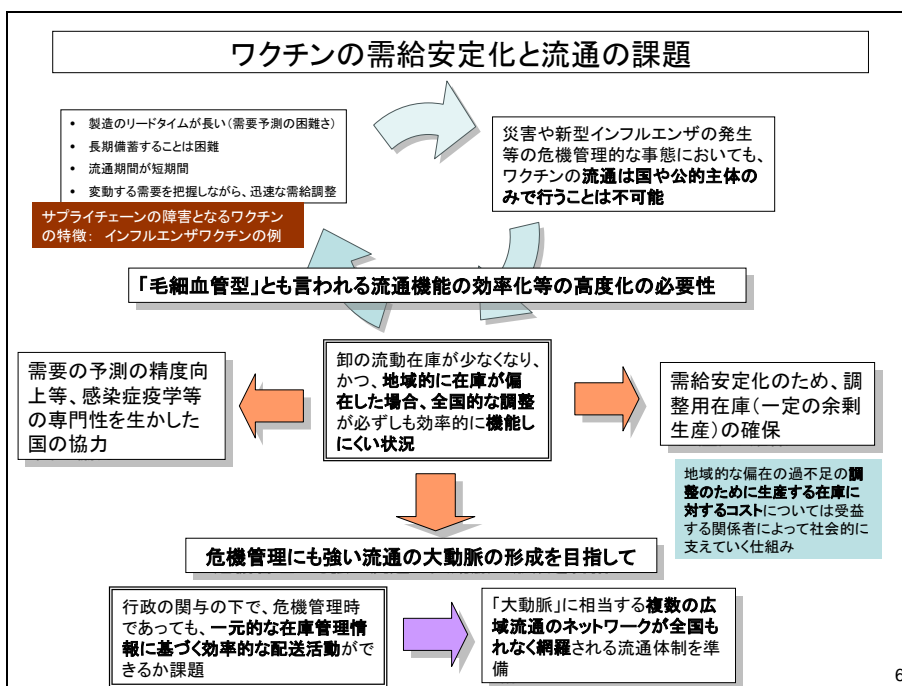 ワクチンの需給安定化と流通の課題
• 製造のリードタイムが長い(需要予測の困難さ)
• 長期備蓄することは困難
• 流通期間が短期間
• 変動する需要を把握しながら、迅速な需給調整
サプライチェーンの障害となるワクチン
の特徴: インフルエンザワクチンの例
災害や新型インフルエンザの発生
等の危機管理的な事態においても、
ワクチンの流通は国や公的主体の
みで行うことは不可能
「毛細血管型」とも言われる流通機能の効率化等の高度化の必要性
需要の予測の精度向
上等、感染症疫学等
の専門性を生かした
国の協力
卸の流動在庫が少なくなり、
かつ、地域的に在庫が偏
在した場合、全国的な調整
が必ずしも効率的に機能し
にくい状況
需給安定化のため、調
整用在庫(一定の余剰
生産)の確保
地域的な偏在の過不足の調
整のために生産する在庫に
対するコストについては受益
する関係者によって社会的に
支えていく仕組み
危機管理にも強い流通の大動脈の形成を目指して
行政の関与の下で、危機管理時
であっても、一元的な在庫管理情
報に基づく効率的な配送活動がで
きるか課題
「大動脈」に相当する複数の広
域流通のネットワークが全国も
れなく網羅される流通体制を準
備
6